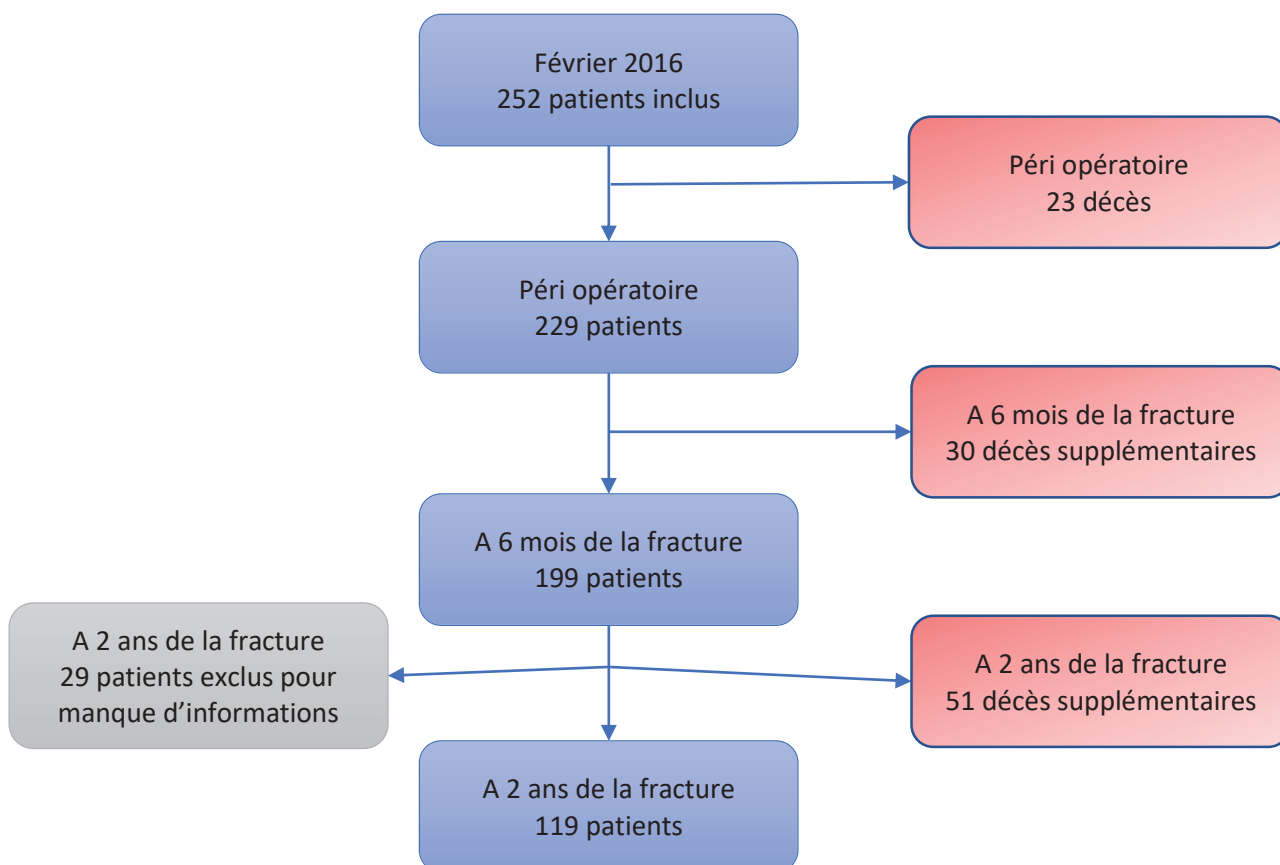 Février 2016
252 patients inclus
Péri opératoire
23 décès
Péri opératoire
229 patients
A 6 mois de la fracture
30 décès supplémentaires
A 6 mois de la fracture
199 patients
A 2 ans de la fracture
29 patients exclus pour
manque d’informations
A 2 ans de la fracture
51 décès supplémentaires
A 2 ans de la fracture
119 patients